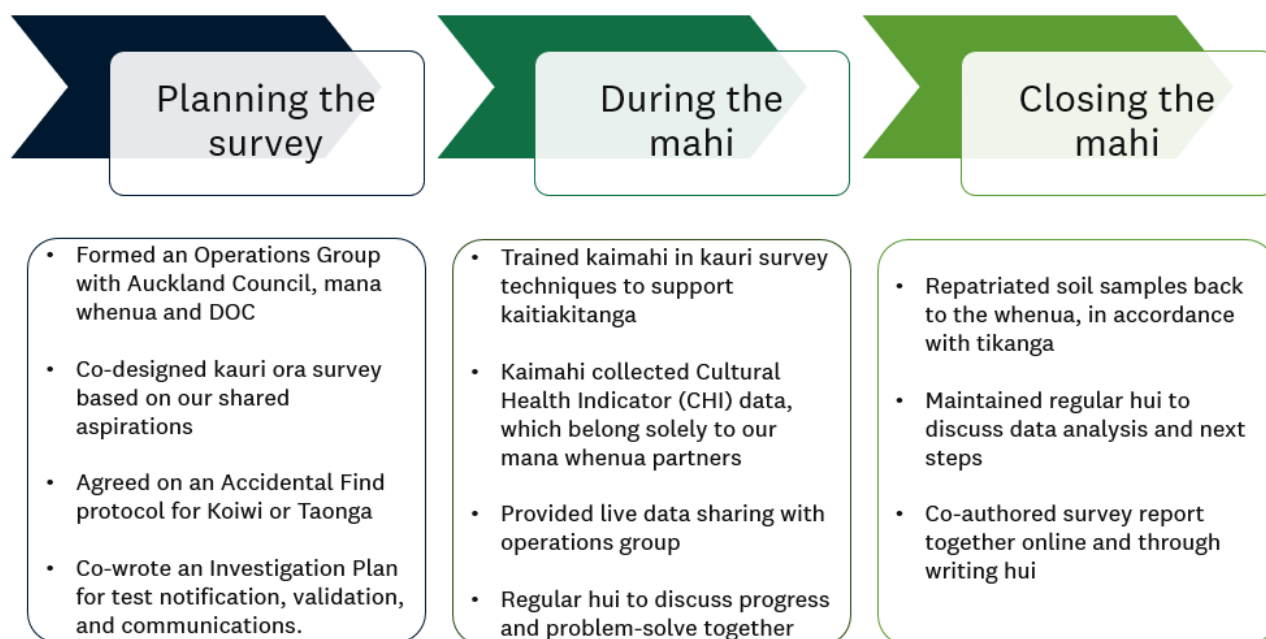 Planning the
survey
• Formed an Operations Group
with Auckland Council, mana
whenua and DOC
• Co-designed kauri ora survey
based on our shared
aspirations
• Agreed on an Accidental Find
protocol for Koiwi or Taonga
• Co-wrote an Investigation Plan
for test notification, validation,
and communications.
During the
mahi
• Trained kaimahi in kauri survey
techniques to support
kaitiakitanga
• Kaimahi collected Cultural
Health Indicator (CHI) data,
which belong solely to our
mana whenua partners
• Provided live data sharing with
operations group
• Regular hui to discuss progress
and problem-solve together
Closing the
mahi
• Repatriated soil samples back
to the whenua, in accordance
with tikanga
• Maintained regular hui to
discuss data analysis and next
steps
• Co-authored survey report
together online and through
writing hui